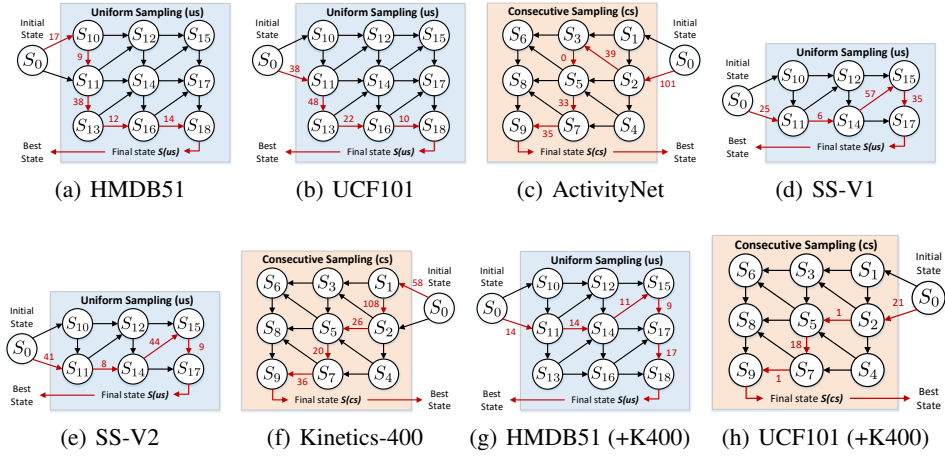 Uniform Sampling (us)
Initial
State
17
S10
S12
S15
S0
9
S11
S14
S17
38
12
14
S13
S16
S18
Best
State
Final state S(us)
(a) HMDB51
Uniform Sampling (us)
Initial
State
S10
S12
S15
S0
38
S11
S14
S17
48
22
10
S13
S16
S18
Best
State
Final state S(us)
(b) UCF101
Consecutive Sampling (cs)
Initial
State
S6
S3
S1
S0
0
39
S8
S5
S2
101
33
S9
S7
S4
35
Final state S(cs)
Best
State
(c) ActivityNet
Uniform Sampling (us)
Initial
State
S10
S12
S15
S0
57
35
25
S11
6
S14
S17
Best
State
Final state S(us)
(d) SS-V1
Uniform Sampling (us)
Initial
State
S10
S12
S15
S0
44
9
41
S11
8
S14
S17
Best
State
Final state S(us)
(e) SS-V2
Consecutive Sampling (cs)
Initial
State
S6
S3
S1
58
S0
108
S8
S5
26
S2
20
S9
36
S7
S4
Final state S(cs)
Best
State
(f) Kinetics-400
Uniform Sampling (us)
Initial
State
S10
S12
S15
S0
11
9
14
S11
14
S14
S17
17
S13
S16
S18
Best
State
Final state S(us)
(g) HMDB51 (+K400)
Consecutive Sampling (cs)
Initial
State
S6
S3
S1
S0
21
S8
S5
1
S2
18
S9
1
S7
S4
Final state S(cs)
Best
State
(h) UCF101 (+K400)